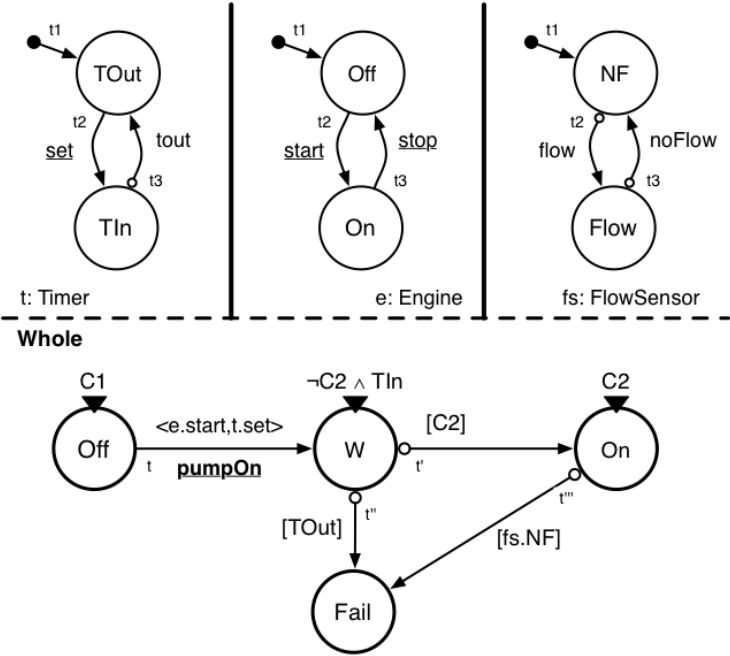 t1
TOut
t2
set
tout
t3
TIn
t: Timer
t1
Off
t2
start
stop
t3
On
e: Engine
t1
NF
t2
flow
noFlow
t3
Flow
fs: FlowSensor
Whole
C1
¬C2 ∧ TIn
C2
Off
<e.start,t.set>
t
pumpOn
W
[C2]
t'
On
t'''
t''
[TOut]
[fs.NF]
Fail